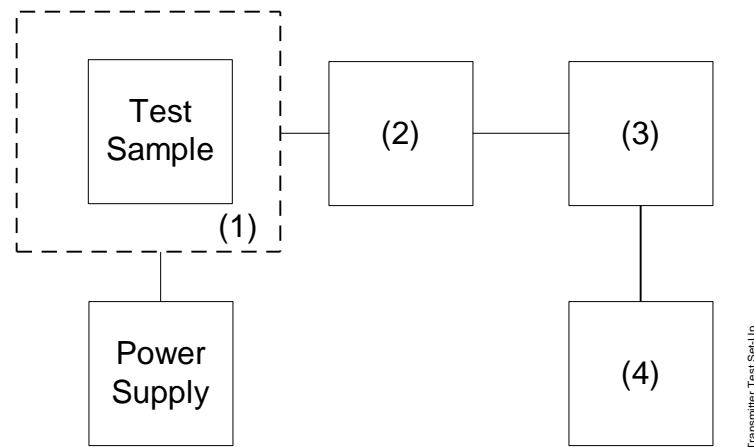 Test
Sample
(1)
(2)
(3)
Power
Supply
(4)
Transmitter Test Set-Up